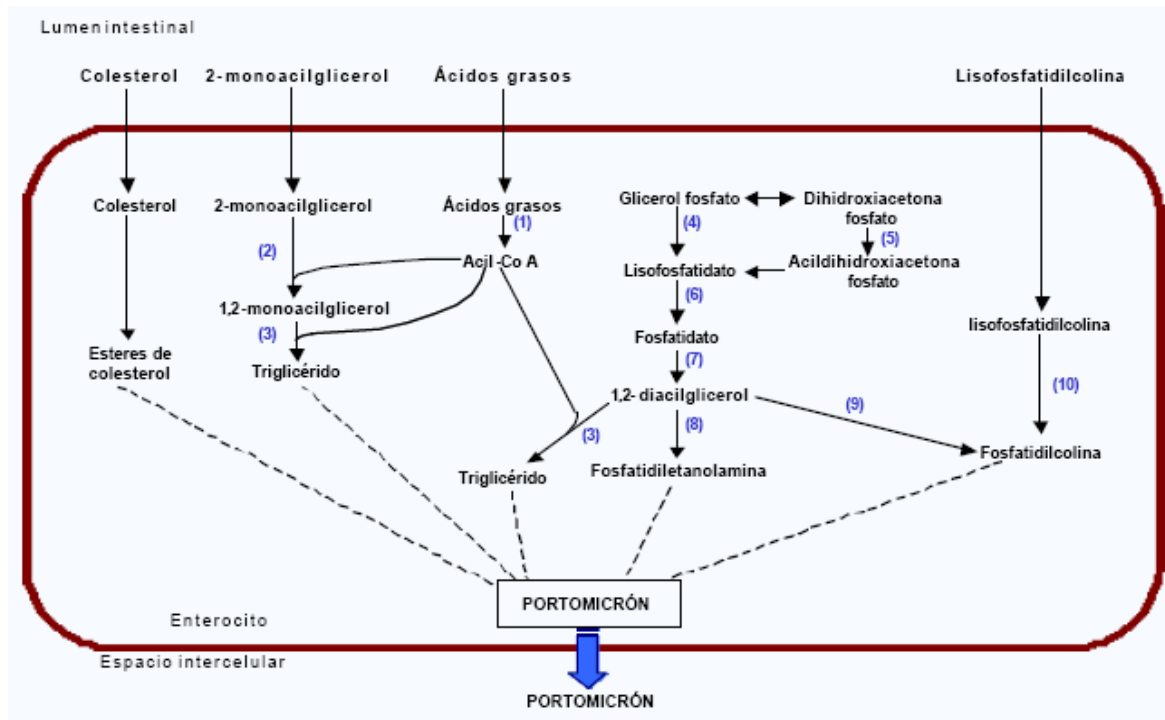 Lumen intestinal
Colesterol
2-monoacilglicerol
Ácidos grasos
Lisofosfatidilcolina
Colesterol
2-monoacilglicerol
Ácidos grasos
Glicerol fosfato
Dihidroxiacetona
fosfato
(1)
(4)
(5)
(2)
Acil -Co A
Lisofosfatidato
Acildihidroxiacetona
fosfato
(6)
1,2-monoacilglicerol
(3)
Fosfatidato
lisofosfatidilcolina
Esteres de
colesterol
Triglicérido
(7)
(10)
1,2- diacilglicerol
(9)
(3)
(8)
Triglicérido
Fosfatidiletanolamina
Fosfatidilcolina
PORTOMICRÓN
Enterocito
Espacio intercelular
PORTOMICRÓN